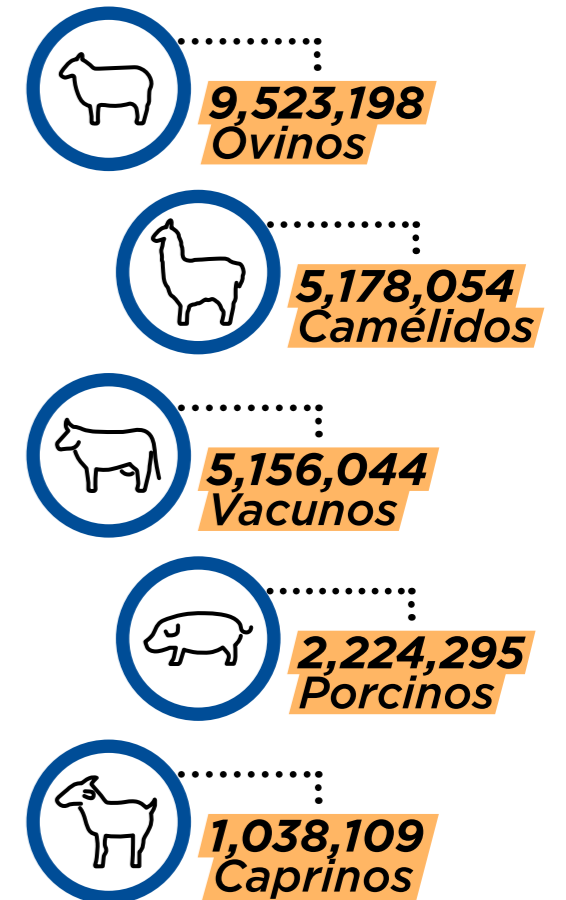 9,523,198
Ovinos
5,178,054
Camélidos
5,156,044
Vacunos
2,224,295
Porcinos
1,038,109
Caprinos